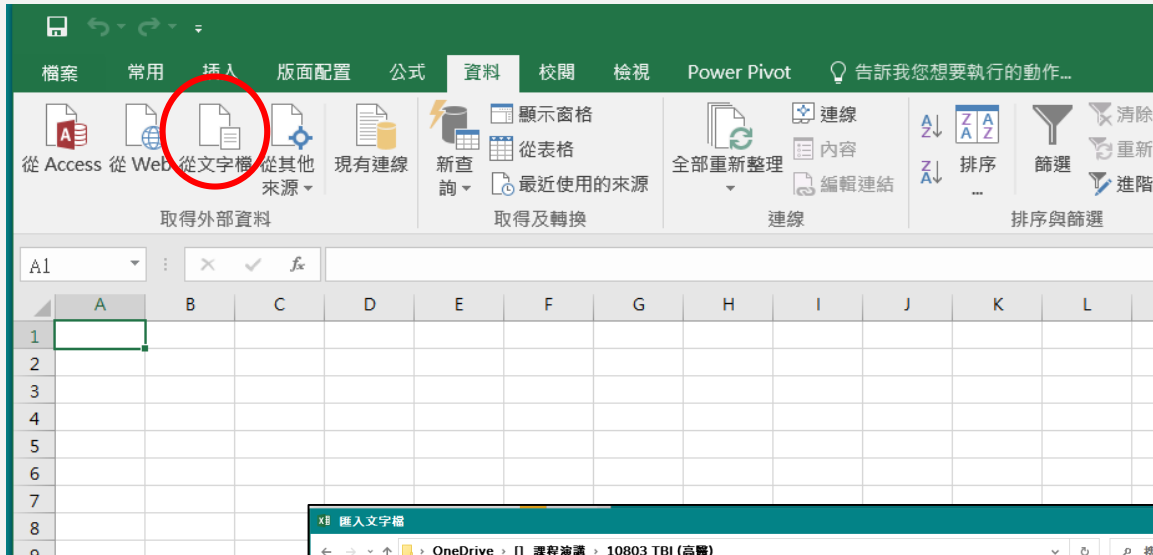 檔案 常用 插入 版面配置 公式 資料 校閱 檢視 Power Pivot 告訴我您想要執行的動作...
從 Access 從 Web 從文字檔 從其他來源 現有連線 新查詢 顯示窗格 從表格 最近使用的來源 全部重新整理 連線 內容 編輯連結 排序... 篩選 清除 重新 進階
取得外部資料 取得及轉換 連線 排序與篩選
A1 fx
A B C D E F G H I J K L
1
2
3
4
5
6
7
8
9
匯入文字檔
OneDrive › [] 課程演講 › 10803 TBI (高醫)